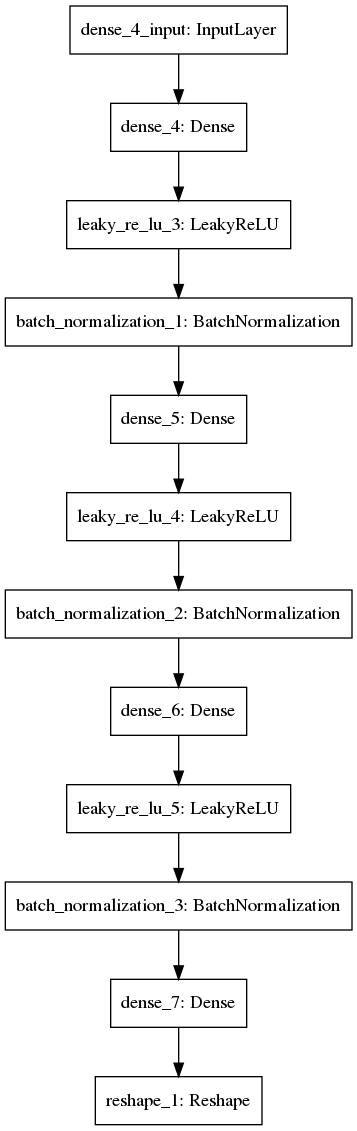 dense_4_input: InputLayer
dense_4: Dense
leaky_re_lu_3: LeakyReLU
batch_normalization_1: BatchNormalization
dense_5: Dense
leaky_re_lu_4: LeakyReLU
batch_normalization_2: BatchNormalization
dense_6: Dense
leaky_re_lu_5: LeakyReLU
batch_normalization_3: BatchNormalization
dense_7: Dense
reshape_1: Reshape